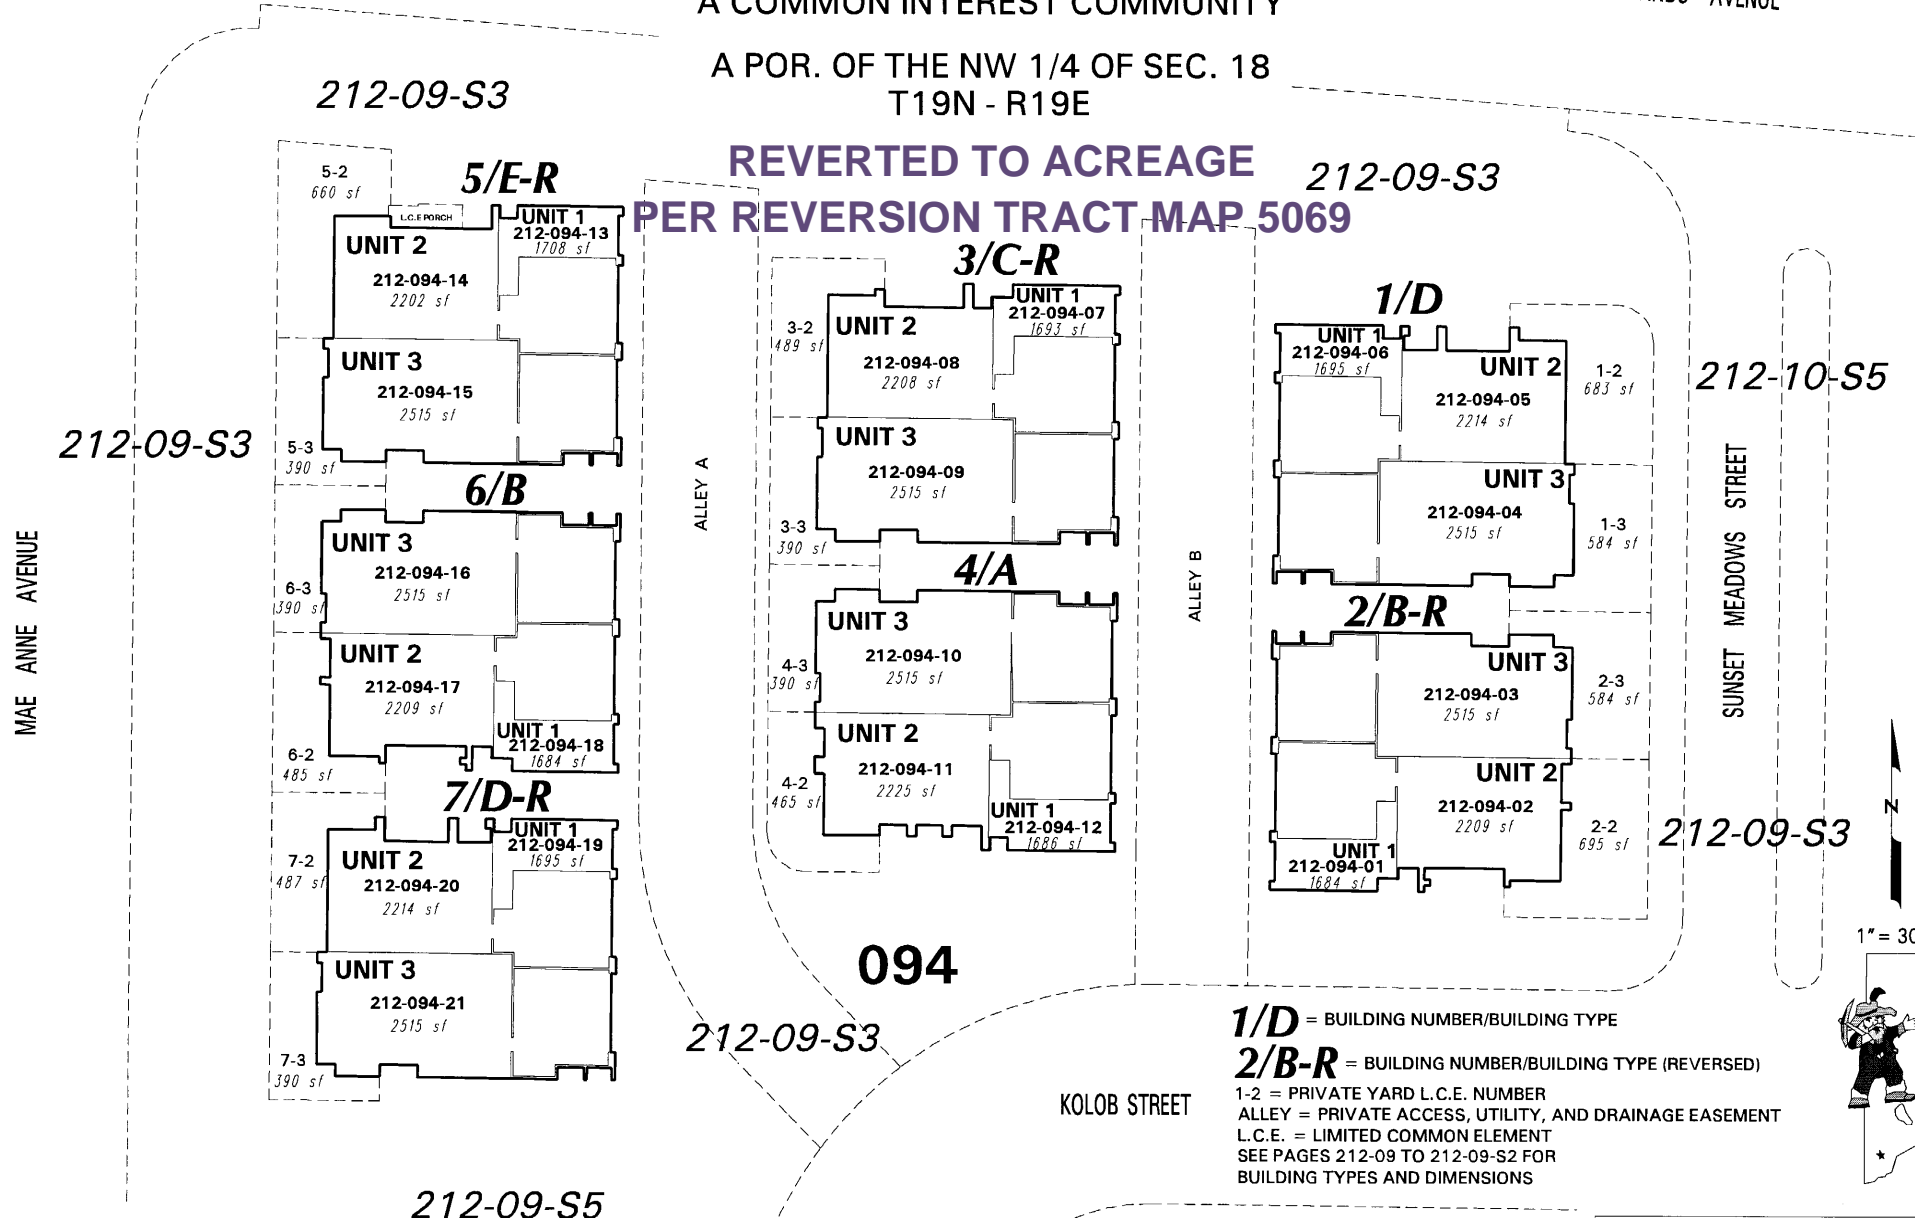 A COMMON INTEREST COMMUNITY
AVENUE
A POR. OF THE NW 1/4 OF SEC. 18
T19N - R19E
REVERTED TO ACREAGE
PER REVERSION TRACT MAP 5069
212-09-S3
212-09-S3
212-10-S5
212-09-S3
212-09-S3
212-09-S3
212-09-S5
MAE ANNE AVENUE
ALLEY A
ALLEY B
SUNSET MEADOWS STREET
KOLOB STREET
094
5/E-R
5-2
660 sf
L.C.E PORCH
UNIT 1
212-094-13
1708 sf
UNIT 2
212-094-14
2202 sf
UNIT 3
212-094-15
2515 sf
5-3
390 sf
6/B
UNIT 3
212-094-16
2515 sf
6-3
390 sf
UNIT 2
212-094-17
2209 sf
UNIT 1
212-094-18
1684 sf
6-2
485 sf
7/D-R
UNIT 1
212-094-19
1695 sf
7-2
487 sf
UNIT 2
212-094-20
2214 sf
UNIT 3
212-094-21
2515 sf
7-3
390 sf
3/C-R
UNIT 1
212-094-07
1693 sf
3-2
489 sf
UNIT 2
212-094-08
2208 sf
UNIT 3
212-094-09
2515 sf
3-3
390 sf
4/A
UNIT 3
212-094-10
2515 sf
4-3
390 sf
UNIT 2
212-094-11
2225 sf
4-2
465 sf
UNIT 1
212-094-12
1686 sf
1/D
UNIT 1
212-094-06
1695 sf
UNIT 2
212-094-05
2214 sf
1-2
683 sf
UNIT 3
212-094-04
2515 sf
1-3
584 sf
2/B-R
UNIT 3
212-094-03
2515 sf
2-3
584 sf
UNIT 2
212-094-02
2209 sf
2-2
695 sf
UNIT 1
212-094-01
1684 sf
N
1" = 30
1/D = BUILDING NUMBER/BUILDING TYPE
2/B-R = BUILDING NUMBER/BUILDING TYPE (REVERSED)
1-2 = PRIVATE YARD L.C.E. NUMBER
ALLEY = PRIVATE ACCESS, UTILITY, AND DRAINAGE EASEMENT
L.C.E. = LIMITED COMMON ELEMENT
SEE PAGES 212-09 TO 212-09-S2 FOR
BUILDING TYPES AND DIMENSIONS